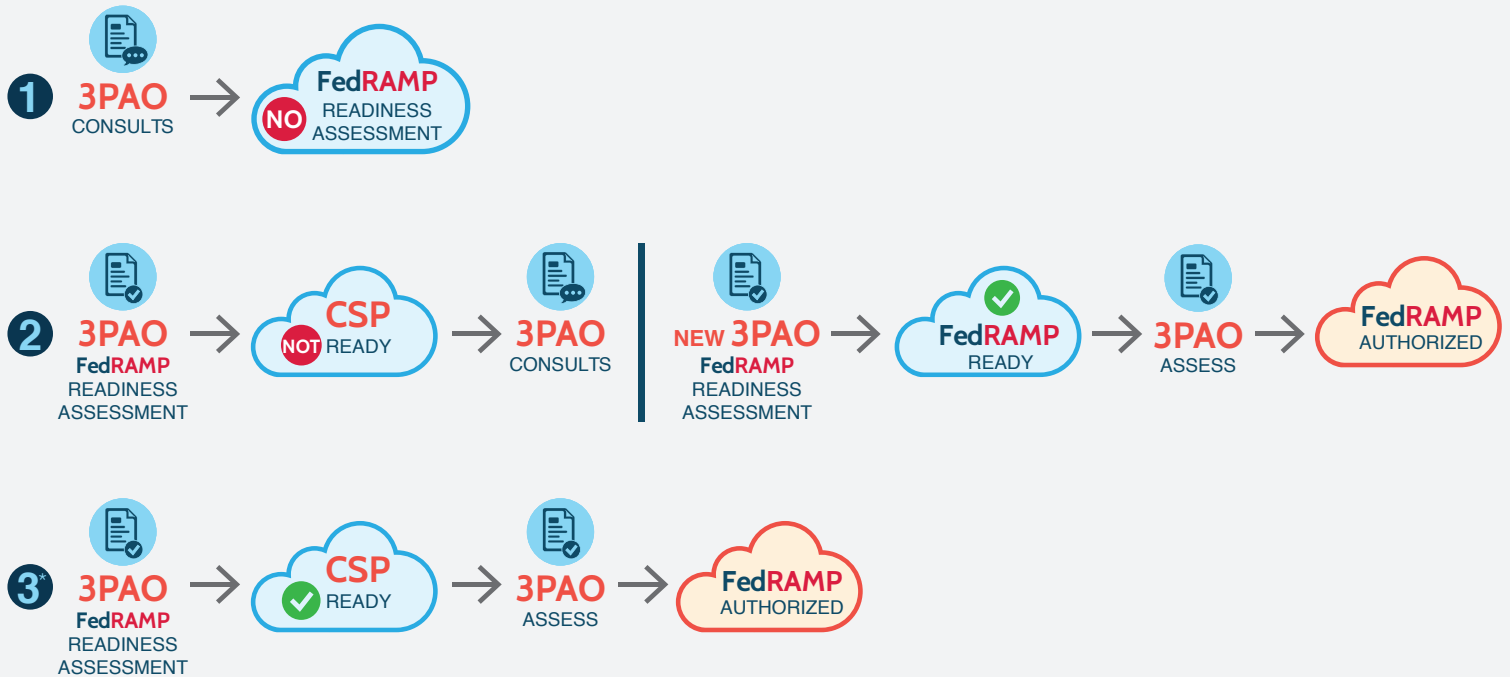 1
3PAO
CONSULTS
FedRAMP
NO
READINESS
ASSESSMENT
2
3PAO
FedRAMP
READINESS
ASSESSMENT
CSP
NOT READY
3PAO
CONSULTS
NEW 3PAO
FedRAMP
READINESS
ASSESSMENT
FedRAMP
READY
3PAO
ASSESS
FedRAMP
AUTHORIZED
3*
3PAO
FedRAMP
READINESS
ASSESSMENT
CSP
READY
3PAO
ASSESS
FedRAMP
AUTHORIZED